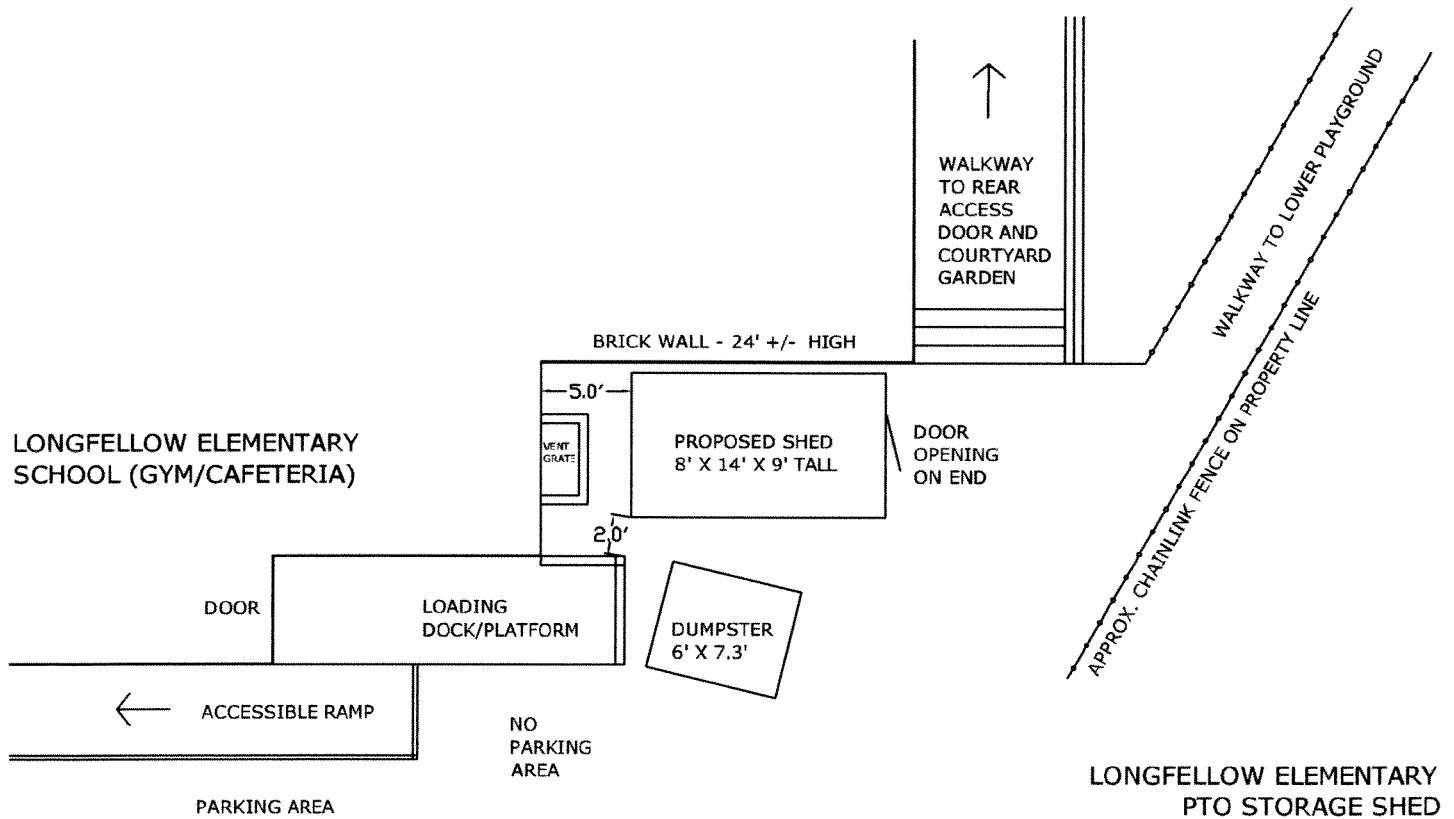 WALKWAY
TO REAR
ACCESS
DOOR AND
COURTYARD
GARDEN
WALKWAY TO LOWER PLAYGROUND
BRICK WALL - 24' +/- HIGH
5.0'
LONGFELLOW ELEMENTARY
SCHOOL (GYM/CAFETERIA)
VENT
GRATE
PROPOSED SHED
8' X 14' X 9' TALL
DOOR
OPENING
ON END
APPROX. CHAINLINK FENCE ON PROPERTY LINE
2.0'
DOOR
LOADING
DOCK/PLATFORM
DUMPSTER
6' X 7.3'
ACCESSIBLE RAMP
NO
PARKING
AREA
PARKING AREA
LONGFELLOW ELEMENTARY
PTO STORAGE SHED